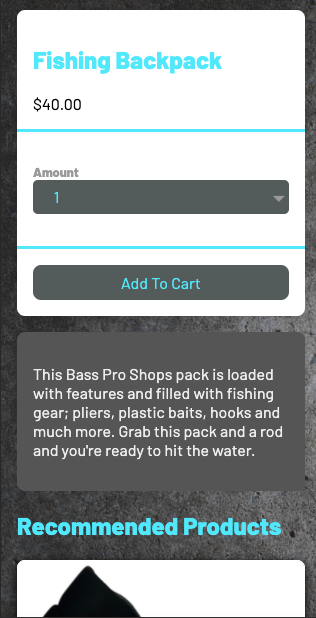 Fishing Backpack
$40.00
Amount
1
Add To Cart
This Bass Pro Shops pack is loaded
with features and filled with fishing
gear; pliers, plastic baits, hooks and
much more. Grab this pack and a rod
and you're ready to hit the water.
Recommended Products